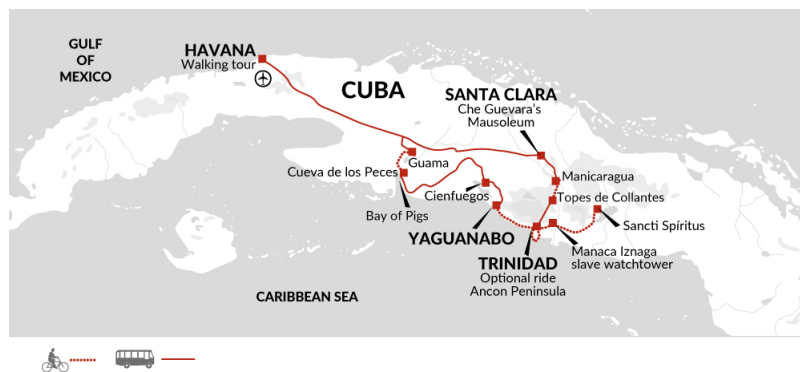 GULF
OF
MEXICO
HAVANA
Walking tour
CUBA
SANTA CLARA
Che Guevara's
Mausoleum
Guama
Cueva de los Peces
Manicaragua
Cienfuegos
Topes de Collantes
Bay of Pigs
Sancti Spíritus
YAGUANABO
Manaca Iznaga
slave watchtower
TRINIDAD
Optional ride
Ancon Peninsula
CARIBBEAN SEA